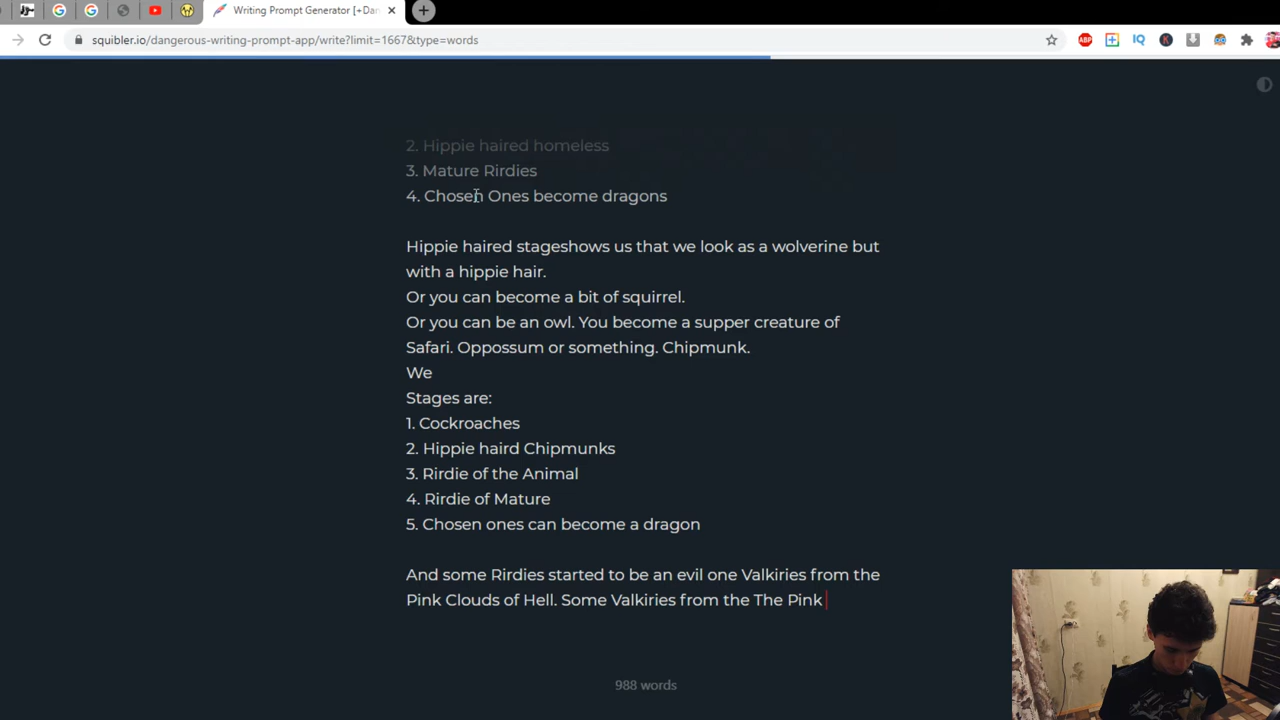 Writing Prompt Generator [+Dan
squibler.io/dangerous-writing-prompt-app/write?limit=1667&type=words
ABP
IQ
K
2. Hippie haired homeless
3. Mature Rirdies
4. Chosen Ones become dragons
Hippie haired stageshows us that we look as a wolverine but
with a hippie hair.
Or you can become a bit of squirrel.
Or you can be an owl. You become a supper creature of
Safari. Oppossum or something. Chipmunk.
We
Stages are:
1. Cockroaches
2. Hippie haird Chipmunks
3. Rirdie of the Animal
4. Rirdie of Mature
5. Chosen ones can become a dragon
And some Rirdies started to be an evil one Valkiries from the
Pink Clouds of Hell. Some Valkiries from the The Pink
988 words